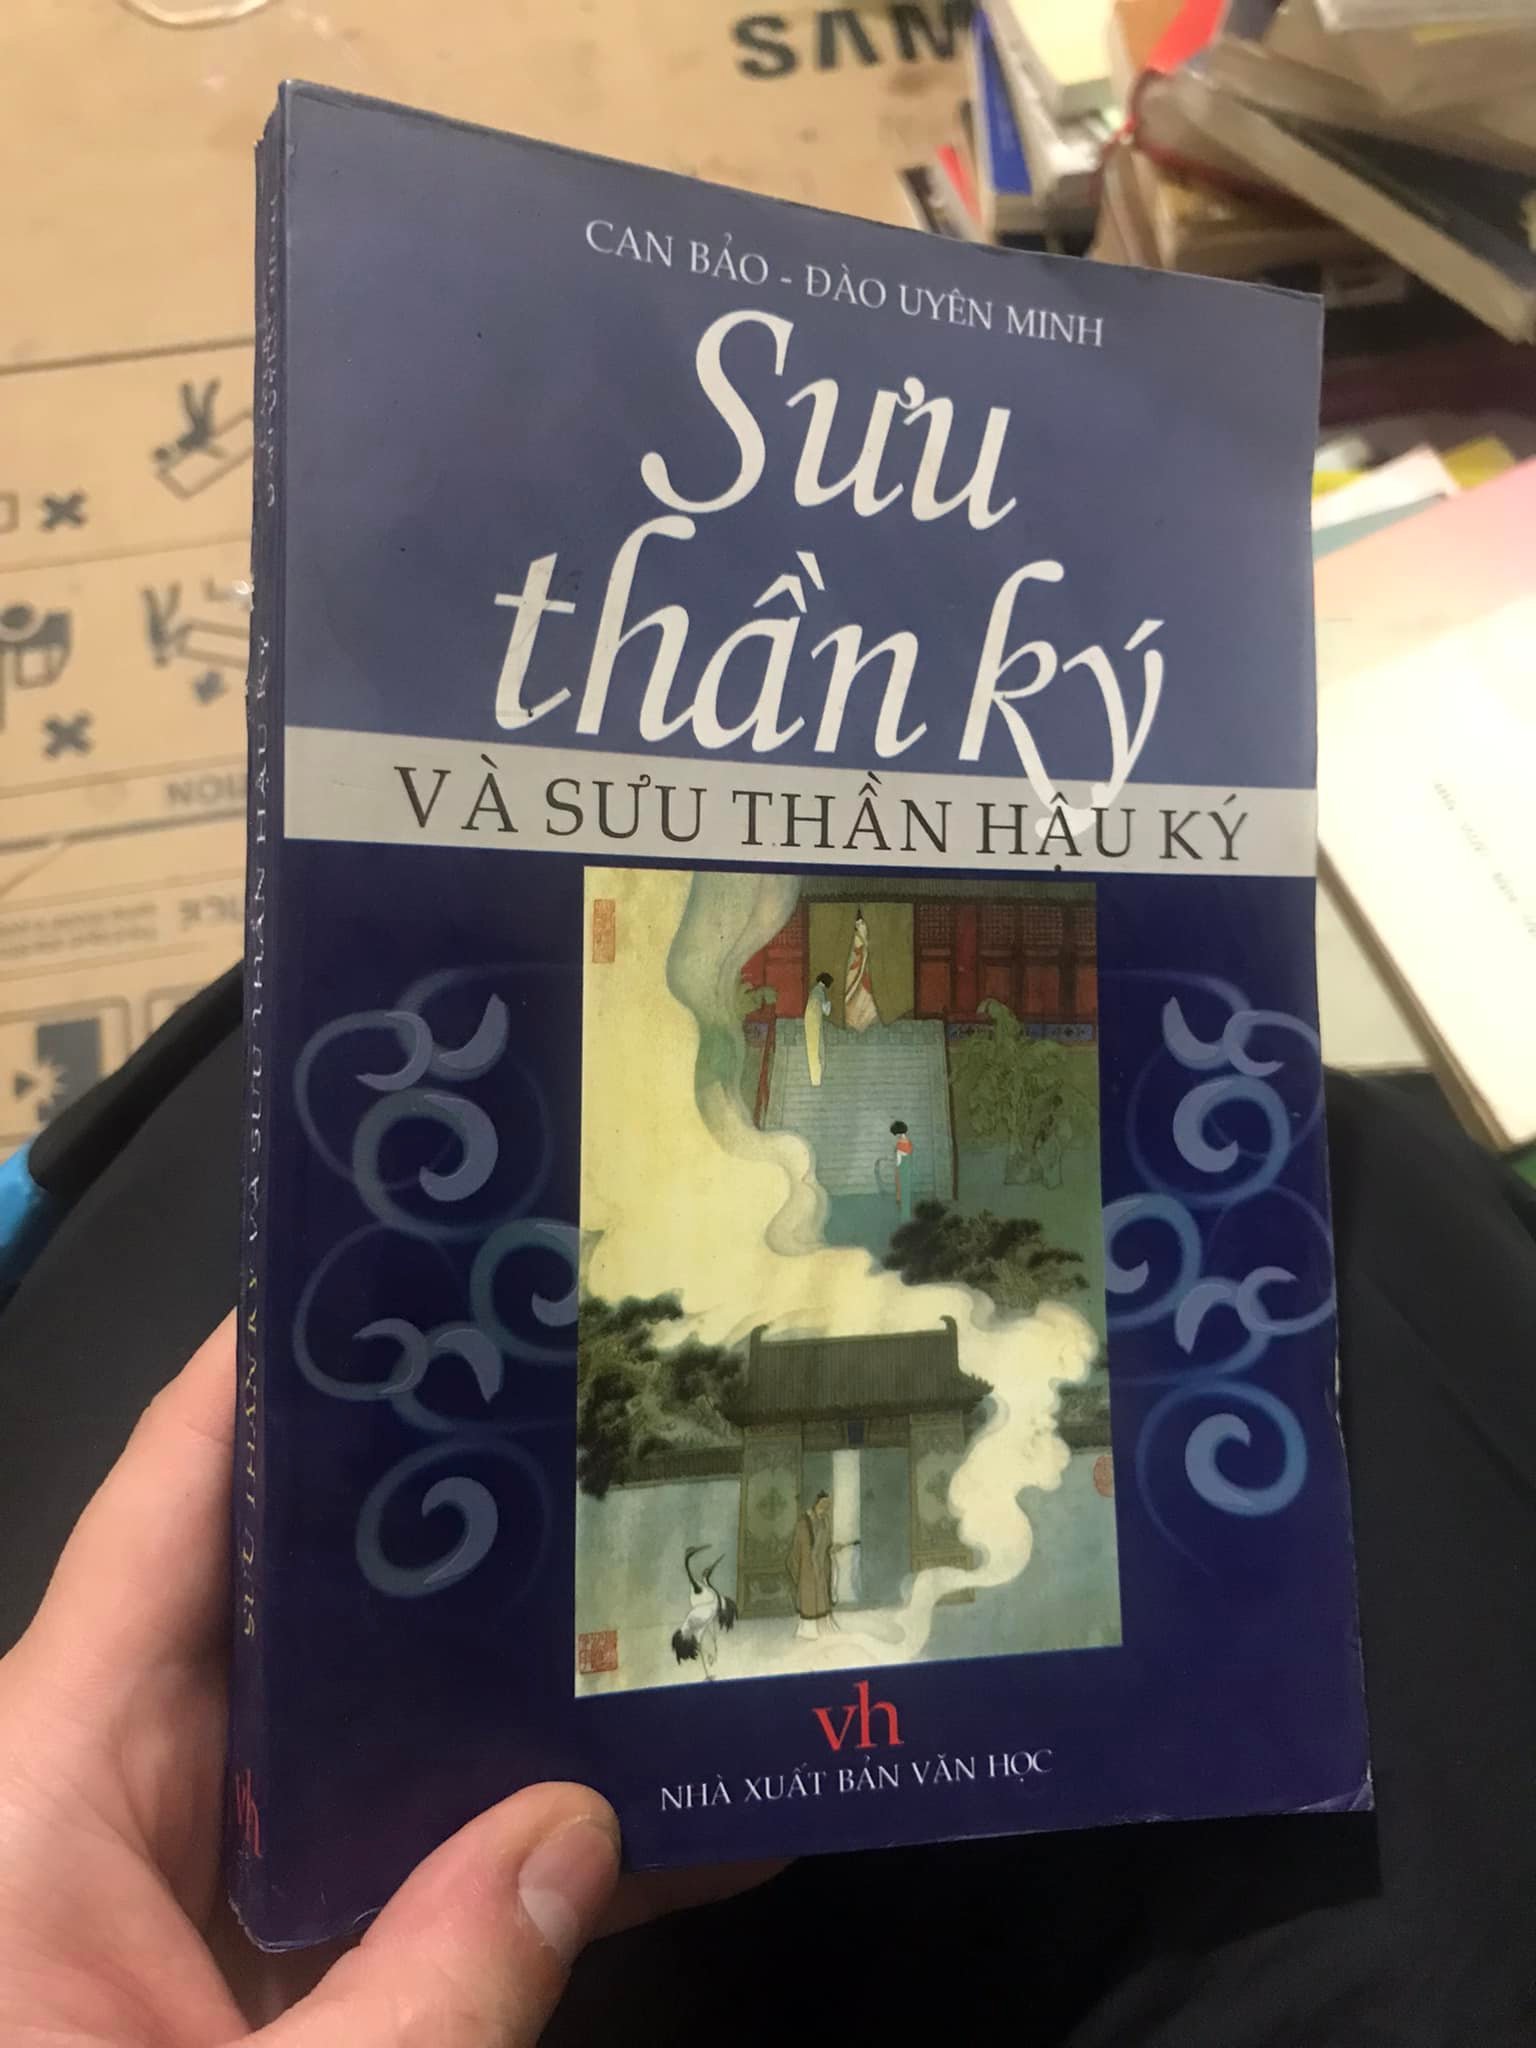 SAM
CAN BẢO - ĐÀO UYÊN MINH
Sưu
thần ký
VÀ SƯU THẦN HẬU KÝ
vh
NHÀ XUẤT BẢN VĂN HỌC
SƯU THẦN KÝ VÀ SƯU THẦN HẬU KÝ
vh